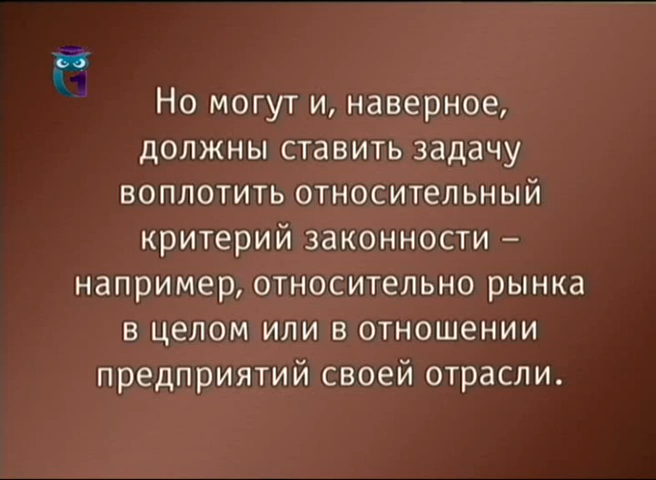 Но могут и, наверное,
должны ставить задачу
воплотить относительный
критерий законности –
например, относительно рынка
в целом или в отношении
предприятий своей отрасли.
1